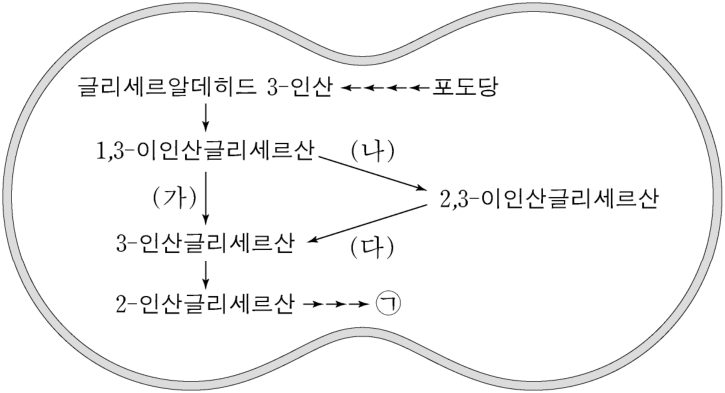 글리세르알데히드 3-인산 포도당
1,3-이인산글리세르산 (나)
(가) 2,3-이인산글리세르산
3-인산글리세르산 (다)
2-인산글리세르산 ㉠